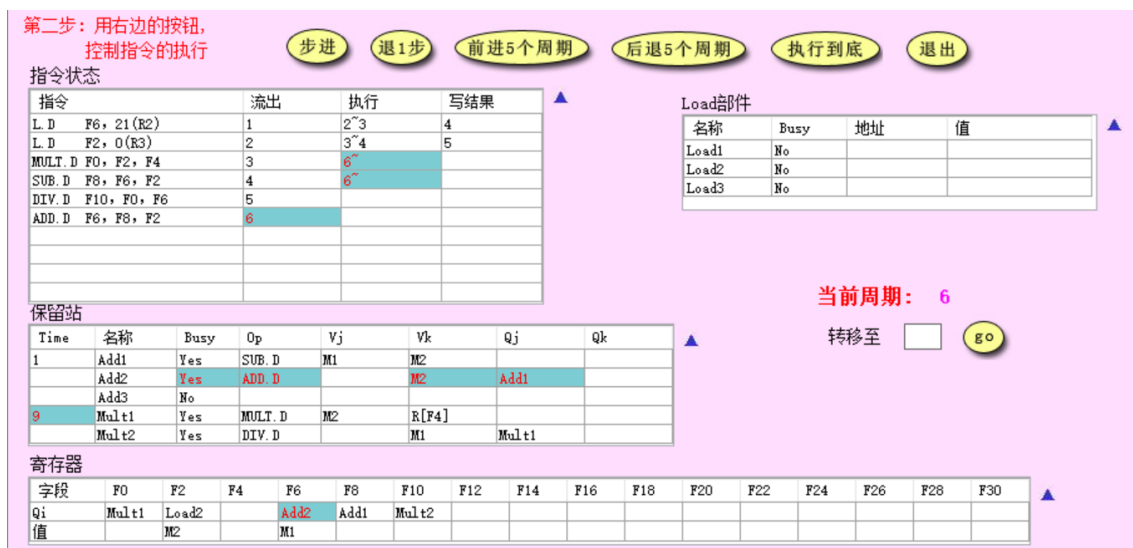 第二步：用右边的按钮，
控制指令的执行
步进 退1步 前进5个周期 后退5个周期 执行到底 退出
指令状态
指令 流出 执行 写结果
L.D F6, 21(R2) 1 2~3 4
L.D F2, 0(R3) 2 3~4 5
MULT.D F0, F2, F4 3 6~
SUB.D F8, F6, F2 4 6~
DIV.D F10, F0, F6 5
ADD.D F6, F8, F2 6
Load部件
名称 Busy 地址 值
Load1 No
Load2 No
Load3 No
当前周期： 6
转移至 go
保留站
Time 名称 Busy Op Vj Vk Qj Qk
1 Add1 Yes SUB.D M1 M2
Add2 Yes ADD.D M2 Add1
Add3 No
9 Mult1 Yes MULT.D M2 R[F4]
Mult2 Yes DIV.D M1 Mult1
寄存器
字段 F0 F2 F4 F6 F8 F10 F12 F14 F16 F18 F20 F22 F24 F26 F28 F30
Qi Mult1 Load2 Add2 Add1 Mult2
值 M2 M1